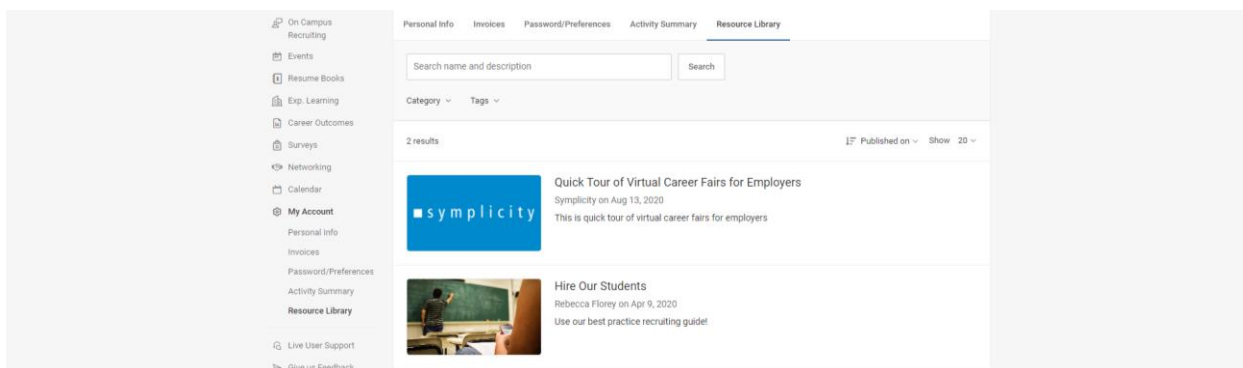 On Campus
Recruiting
Events
Resume Books
Exp. Learning
Career Outcomes
Surveys
Networking
Calendar
My Account
Personal Info
Invoices
Password/Preferences
Activity Summary
Resource Library
Live User Support
Give us Feedback
Personal Info Invoices Password/Preferences Activity Summary Resource Library
Search name and description Search
Category Tags
2 results Published on Show 20
symplicity
Quick Tour of Virtual Career Fairs for Employers
Symplicity on Aug 13, 2020
This is quick tour of virtual career fairs for employers
Hire Our Students
Rebecca Florey on Apr 9, 2020
Use our best practice recruiting guide!